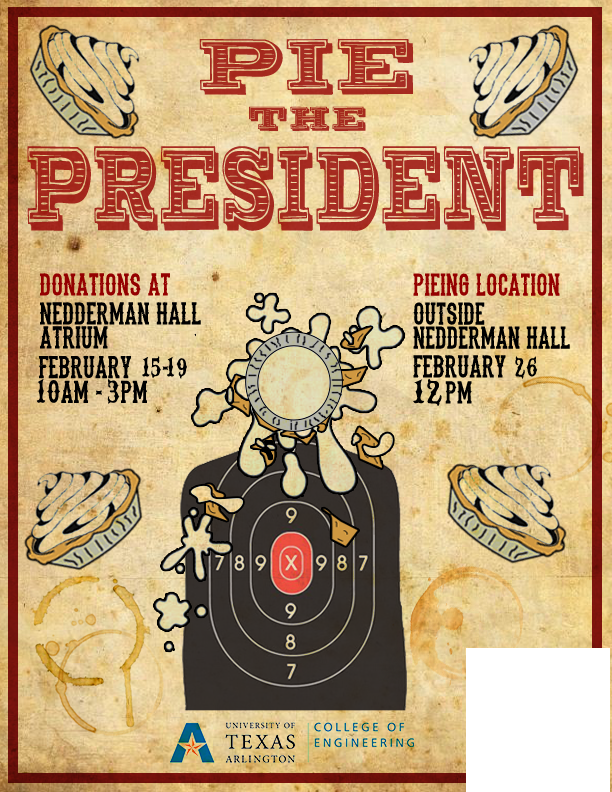 PIE
THE
PRESIDENT
DONATIONS AT
NEDDERMAN HALL
ATRIUM
FEBRUARY 15-19
10AM - 3PM
PIEING LOCATION
OUTSIDE
NEDDERMAN HALL
FEBRUARY 26
12PM
9
7 8 9 X 9 8 7
9
8
7
A
UNIVERSITY OF
TEXAS
ARLINGTON
COLLEGE OF
ENGINEERING